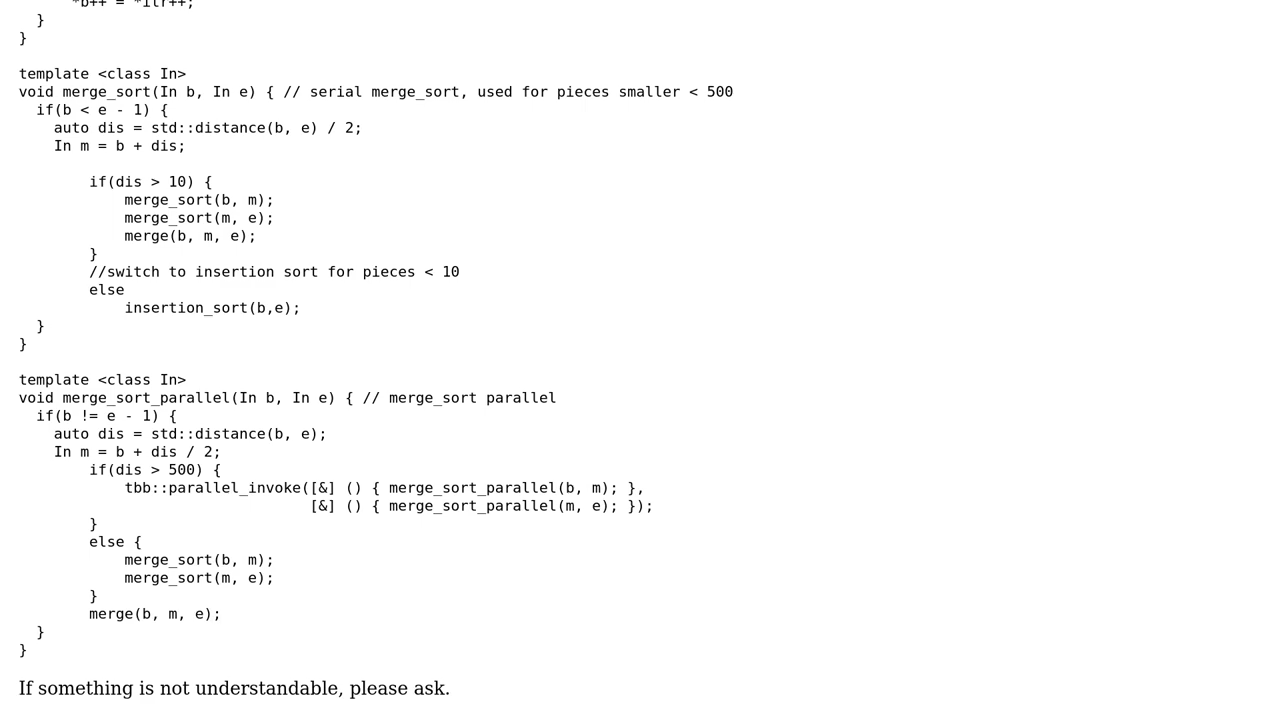 *b++ = *itr++;
}
}
template <class In>
void merge_sort(In b, In e) { // serial merge_sort, used for pieces smaller < 500
if(b < e - 1) {
auto dis = std::distance(b, e) / 2;
In m = b + dis;
if(dis > 10) {
merge_sort(b, m);
merge_sort(m, e);
merge(b, m, e);
}
//switch to insertion sort for pieces < 10
else
insertion_sort(b,e);
}
}
template <class In>
void merge_sort_parallel(In b, In e) { // merge_sort parallel
if(b != e - 1) {
auto dis = std::distance(b, e);
In m = b + dis / 2;
if(dis > 500) {
tbb::parallel_invoke([&] () { merge_sort_parallel(b, m); },
[&] () { merge_sort_parallel(m, e); });
}
else {
merge_sort(b, m);
merge_sort(m, e);
}
merge(b, m, e);
}
}
If something is not understandable, please ask.